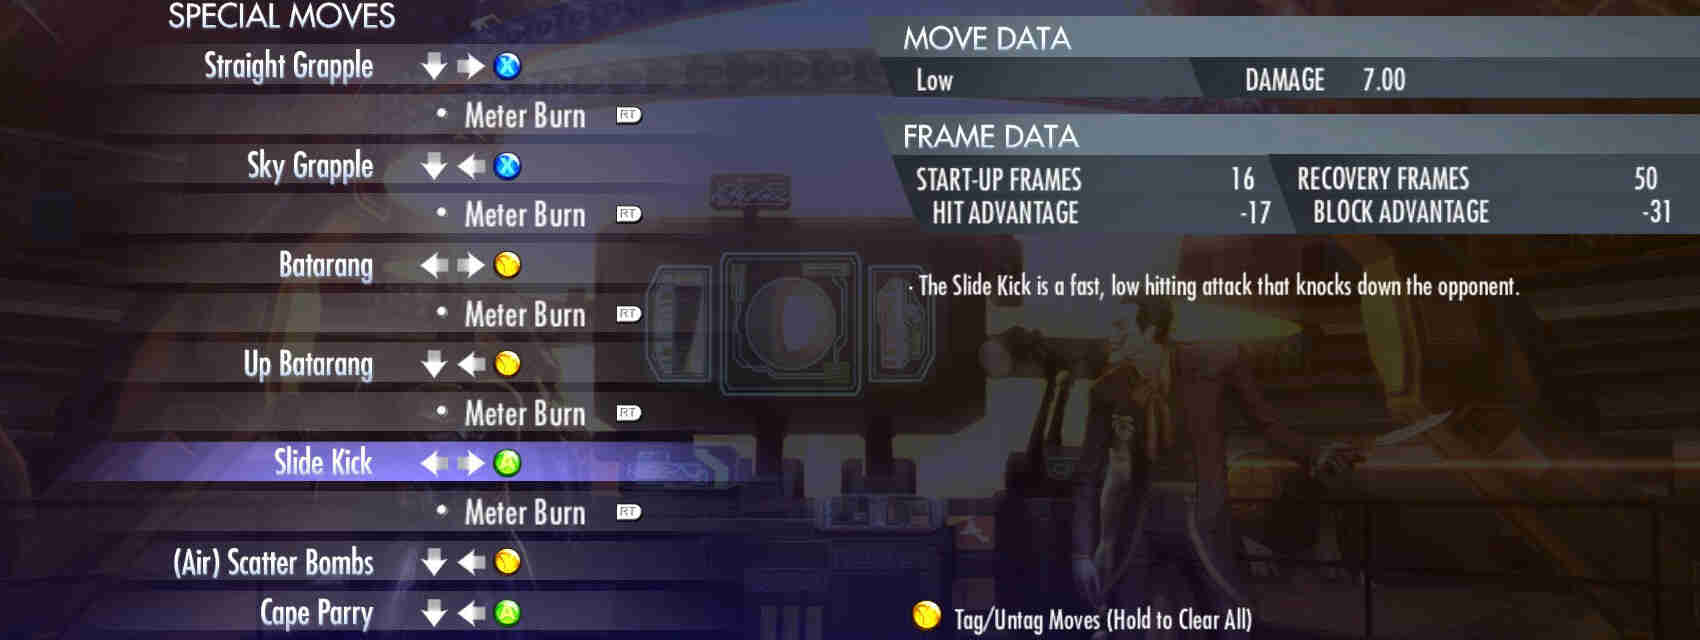 SPECIAL MOVES
Straight Grapple X
• Meter Burn RT
Sky Grapple X
• Meter Burn RT
Batarang Y
• Meter Burn RT
Up Batarang Y
• Meter Burn RT
Slide Kick A
• Meter Burn RT
(Air) Scatter Bombs Y
Cape Parry A
MOVE DATA
Low DAMAGE 7.00
FRAME DATA
START-UP FRAMES 16 RECOVERY FRAMES 50
HIT ADVANTAGE -17 BLOCK ADVANTAGE -31
· The Slide Kick is a fast, low hitting attack that knocks down the opponent.
Y Tag/Untag Moves (Hold to Clear All)